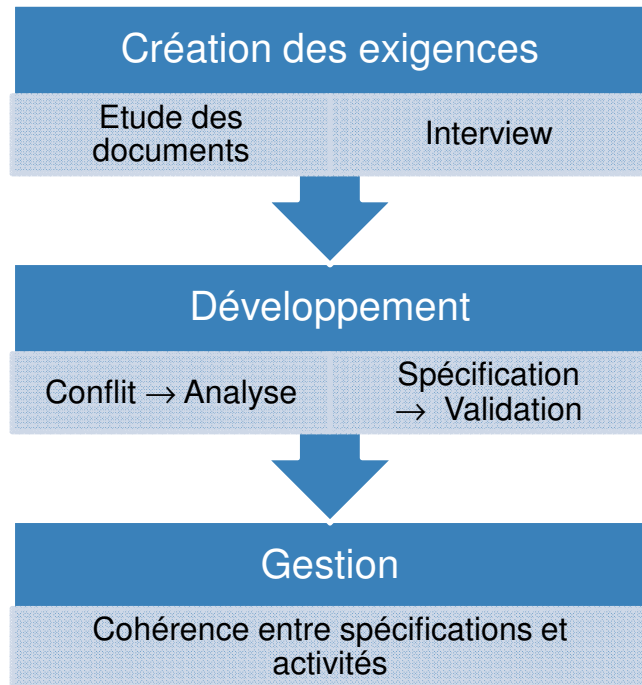 Création des exigences
Etude des
documents
Interview
Développement
Conflit → Analyse
Spécification
→ Validation
Gestion
Cohérence entre spécifications et
activités